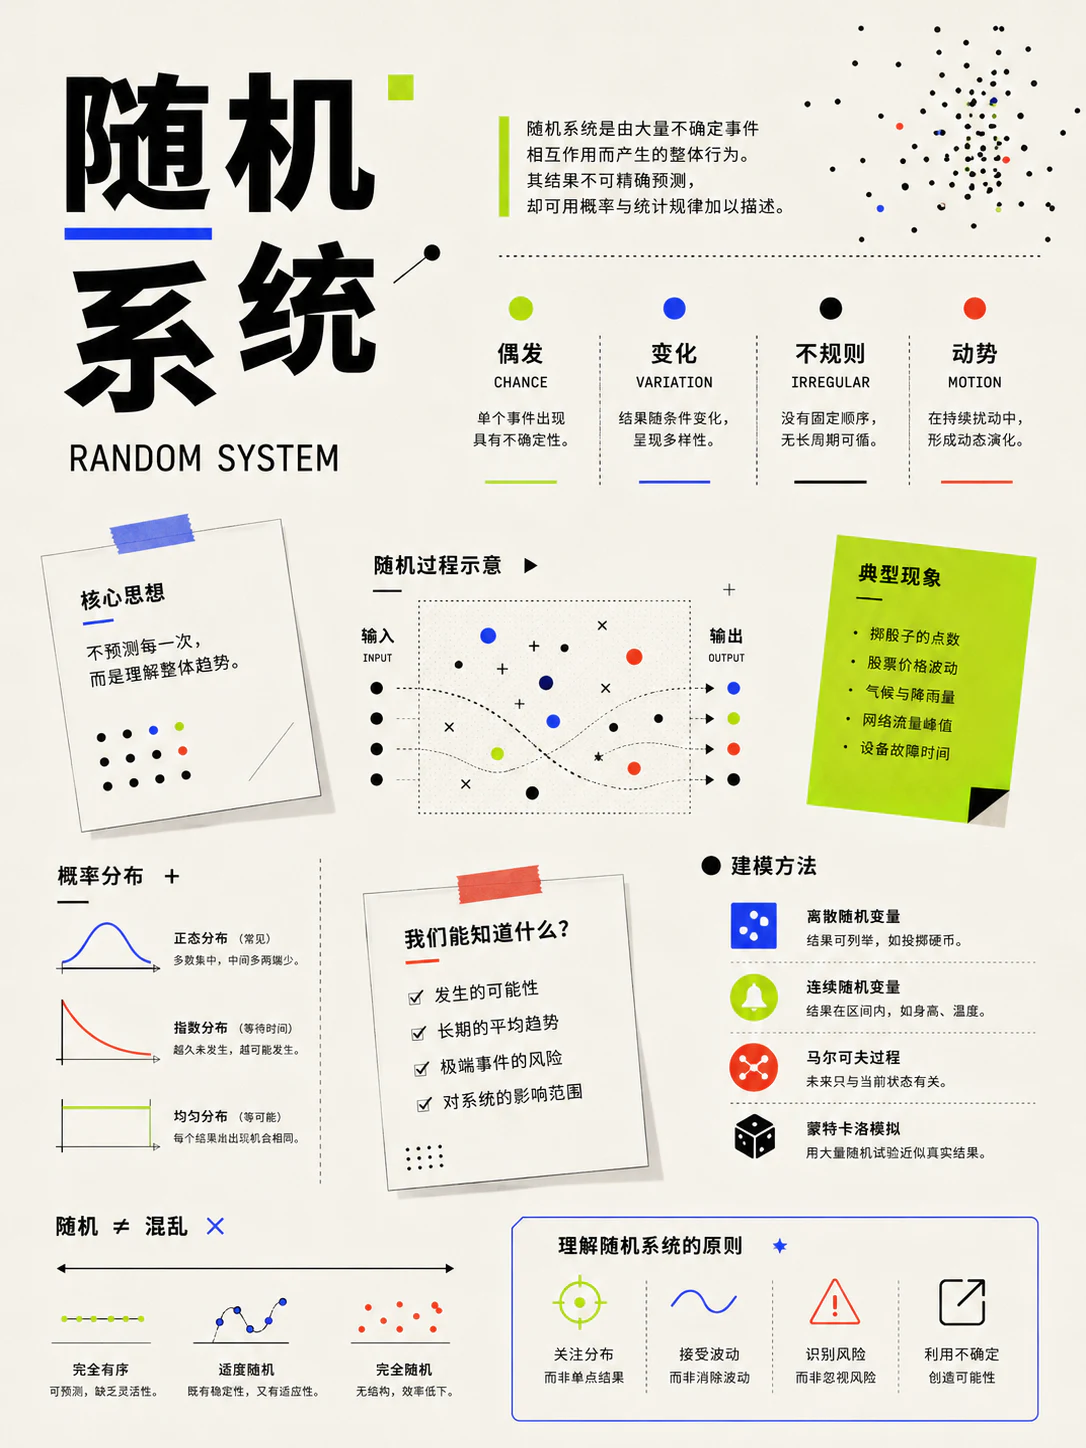 随机
系统
RANDOM SYSTEM
随机系统是由大量不确定事件
相互作用而产生的整体行为。
其结果不可精确预测，
却可用概率与统计规律加以描述。
偶发
CHANCE
单个事件出现
具有不确定性。
变化
VARIATION
结果随条件变化，
呈现多样性。
不规则
IRREGULAR
没有固定顺序，
无长周期可循。
动势
MOTION
在持续扰动中，
形成动态演化。
核心思想
不预测每一次，
而是理解整体趋势。
随机过程示意
输入
INPUT
输出
OUTPUT
典型现象
• 掷骰子的点数
• 股票价格波动
• 气候与降雨量
• 网络流量峰值
• 设备故障时间
概率分布 +
正态分布（常见）
多数集中，中间多两端少。
指数分布（等待时间）
越久未发生，越可能发生。
均匀分布（等可能）
每个结果出出现机会相同。
我们能知道什么？
发生的可能性
长期的平均趋势
极端事件的风险
对系统的影响范围
建模方法
离散随机变量
结果可列举，如投掷硬币。
连续随机变量
结果在区间内，如身高、温度。
马尔可夫过程
未来只与当前状态有关。
蒙特卡洛模拟
用大量随机试验近似真实结果。
随机 ≠ 混乱
完全有序
可预测，缺乏灵活性。
适度随机
既有稳定性，又有适应性。
完全随机
无结构，效率低下。
理解随机系统的原则
关注分布
而非单点结果
接受波动
而非消除波动
识别风险
而非忽视风险
利用不确定
创造可能性